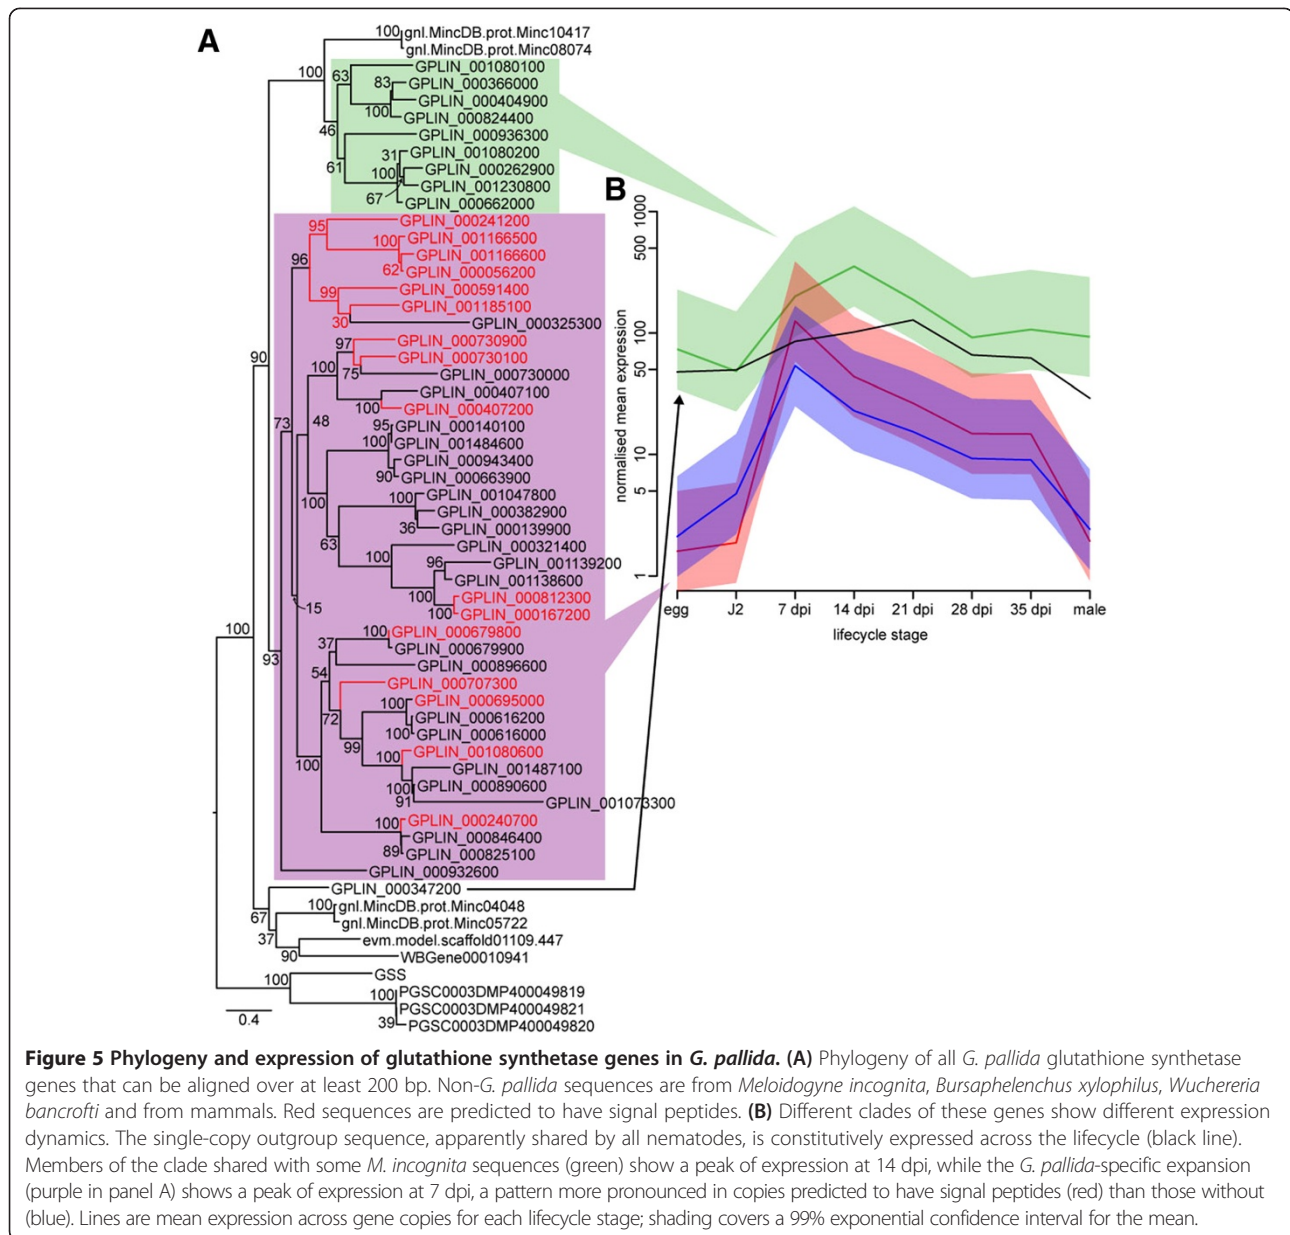 A
100
gnl.MincDB.prot.Minc10417
gnl.MincDB.prot.Minc08074
100
63
GPLIN_001080100
83
GPLIN_000366000
GPLIN_000404900
100
GPLIN_000824400
46
GPLIN_000936300
31
GPLIN_001080200
61
100
GPLIN_000262900
GPLIN_001230800
67
GPLIN_000662000
95
GPLIN_000241200
100
GPLIN_001166500
96
GPLIN_001166600
62
GPLIN_000056200
99
GPLIN_000591400
GPLIN_001185100
30
GPLIN_000325300
90
97
GPLIN_000730900
GPLIN_000730100
100
75
GPLIN_000730000
GPLIN_000407100
100
GPLIN_000407200
73
48
95
GPLIN_000140100
100
GPLIN_001484600
GPLIN_000943400
90
GPLIN_000663900
100
100
GPLIN_001047800
GPLIN_000382900
36
GPLIN_000139900
63
GPLIN_000321400
100
96
GPLIN_001139200
GPLIN_001138600
100
GPLIN_000812300
15
100
GPLIN_000167200
100
100
GPLIN_000679800
37
GPLIN_000679900
93
GPLIN_000896600
54
GPLIN_000707300
100
GPLIN_000695000
72
GPLIN_000616200
100
GPLIN_000616000
99
100
GPLIN_001080600
100
GPLIN_001487100
100
GPLIN_000890600
91
GPLIN_001073300
100
GPLIN_000240700
GPLIN_000846400
89
GPLIN_000825100
GPLIN_000932600
GPLIN_000347200
100
gnl.MincDB.prot.Minc04048
67
gnl.MincDB.prot.Minc05722
37
evm.model.scaffold01109.447
90
WBGene00010941
100
GSS
100
PGSC0003DMP400049819
PGSC0003DMP400049821
39
PGSC0003DMP400049820
0.4
B
1000
500
100
50
10
5
1
normalised mean expression
egg J2 7 dpi 14 dpi 21 dpi 28 dpi 35 dpi male
lifecycle stage
Figure 5 Phylogeny and expression of glutathione synthetase genes in G. pallida. (A) Phylogeny of all G. pallida glutathione synthetase
genes that can be aligned over at least 200 bp. Non-G. pallida sequences are from Meloidogyne incognita, Bursaphelenchus xylophilus, Wuchereria
bancrofti and from mammals. Red sequences are predicted to have signal peptides. (B) Different clades of these genes show different expression
dynamics. The single-copy outgroup sequence, apparently shared by all nematodes, is constitutively expressed across the lifecycle (black line).
Members of the clade shared with some M. incognita sequences (green) show a peak of expression at 14 dpi, while the G. pallida-specific expansion
(purple in panel A) shows a peak of expression at 7 dpi, a pattern more pronounced in copies predicted to have signal peptides (red) than those without
(blue). Lines are mean expression across gene copies for each lifecycle stage; shading covers a 99% exponential confidence interval for the mean.